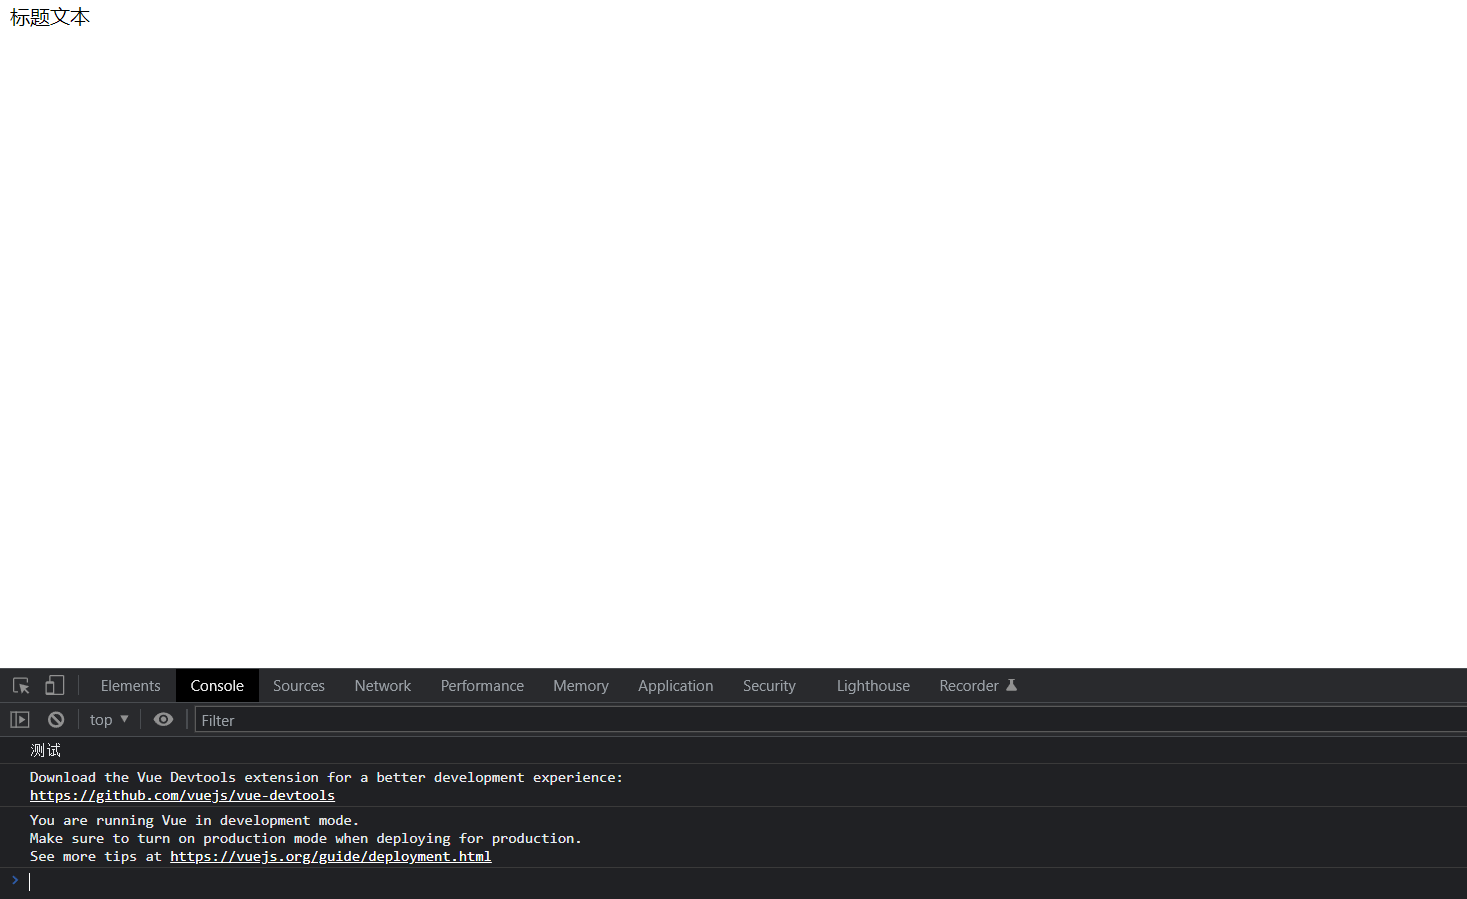 标题文本
Elements Console Sources Network Performance Memory Application Security Lighthouse Recorder
top Filter
测试
Download the Vue Devtools extension for a better development experience:
https://github.com/vuejs/vue-devtools
You are running Vue in development mode.
Make sure to turn on production mode when deploying for production.
See more tips at https://vuejs.org/guide/deployment.html